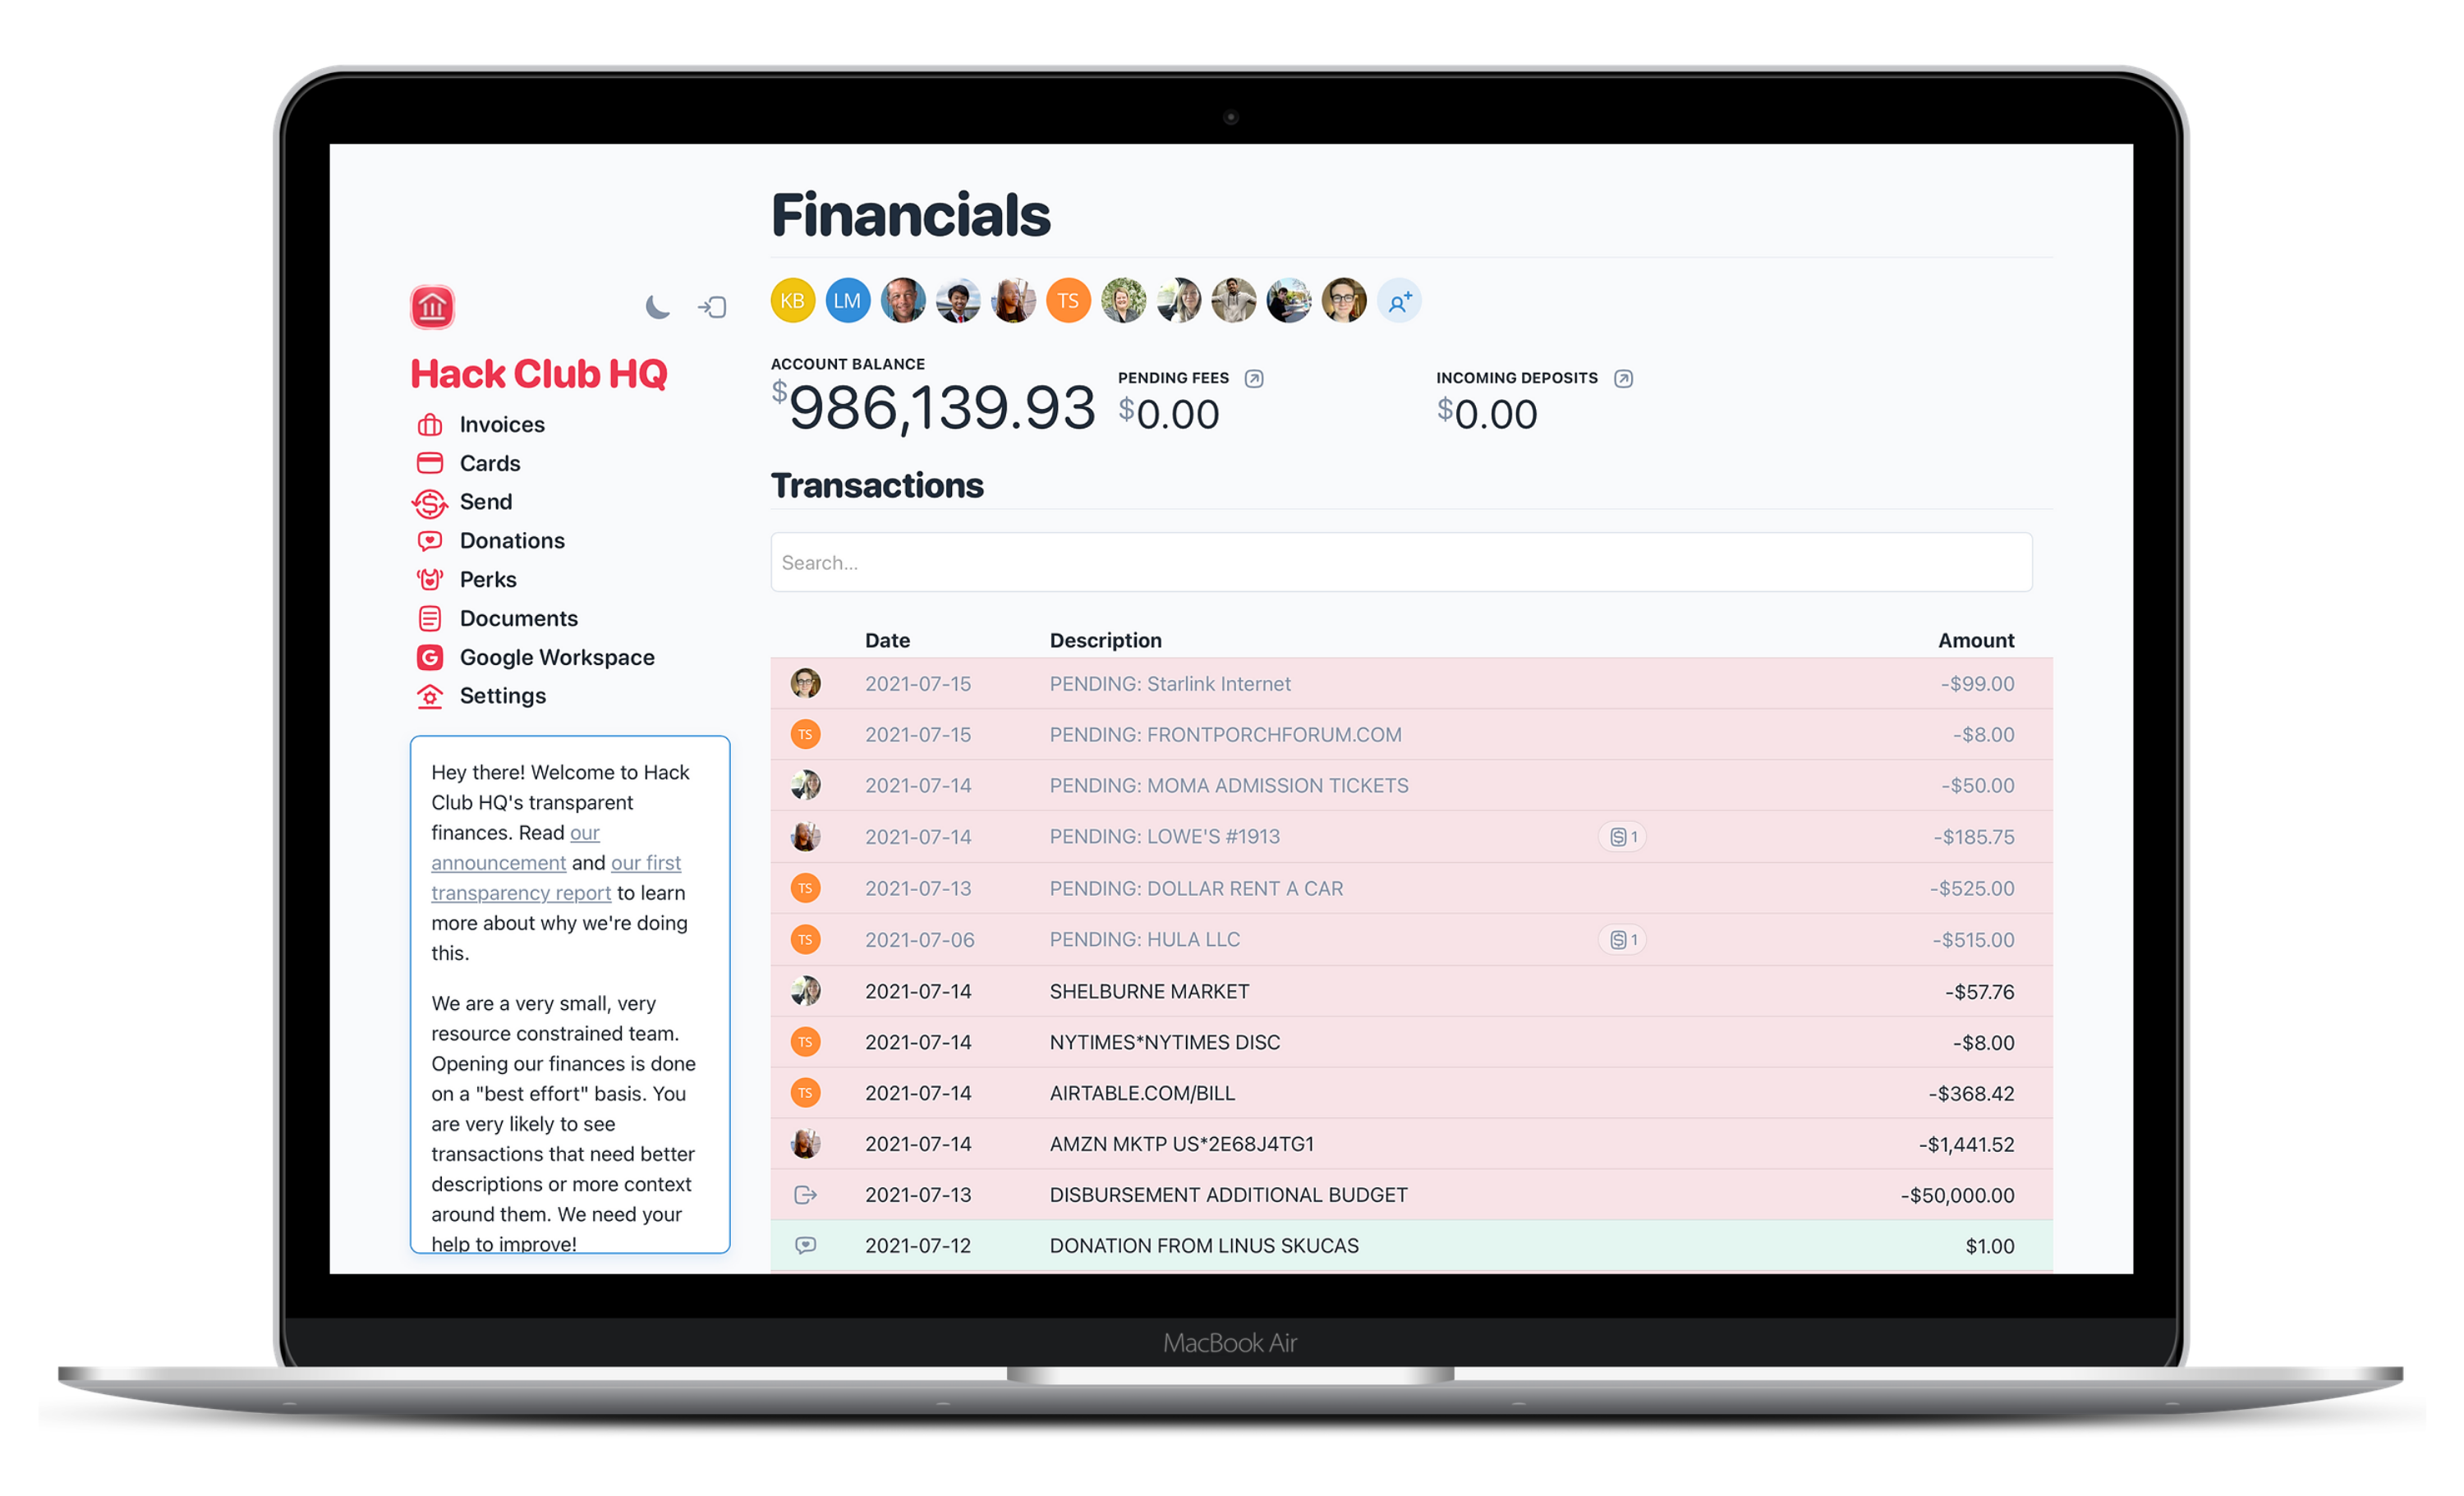 Financials
KB LM TS
Hack Club HQ
Invoices
Cards
Send
Donations
Perks
Documents
Google Workspace
Settings
Hey there! Welcome to Hack
Club HQ's transparent
finances. Read our
announcement and our first
transparency report to learn
more about why we're doing
this.
We are a very small, very
resource constrained team.
Opening our finances is done
on a "best effort" basis. You
are very likely to see
transactions that need better
descriptions or more context
around them. We need your
help to improve!
ACCOUNT BALANCE
$986,139.93
PENDING FEES
$0.00
INCOMING DEPOSITS
$0.00
Transactions
Search...
Date Description Amount
2021-07-15 PENDING: Starlink Internet -$99.00
TS 2021-07-15 PENDING: FRONTPORCHFORUM.COM -$8.00
2021-07-14 PENDING: MOMA ADMISSION TICKETS -$50.00
2021-07-14 PENDING: LOWE'S #1913 1 -$185.75
TS 2021-07-13 PENDING: DOLLAR RENT A CAR -$525.00
TS 2021-07-06 PENDING: HULA LLC 1 -$515.00
2021-07-14 SHELBURNE MARKET -$57.76
TS 2021-07-14 NYTIMES*NYTIMES DISC -$8.00
TS 2021-07-14 AIRTABLE.COM/BILL -$368.42
2021-07-14 AMZN MKTP US*2E68J4TG1 -$1,441.52
2021-07-13 DISBURSEMENT ADDITIONAL BUDGET -$50,000.00
2021-07-12 DONATION FROM LINUS SKUCAS $1.00
MacBook Air